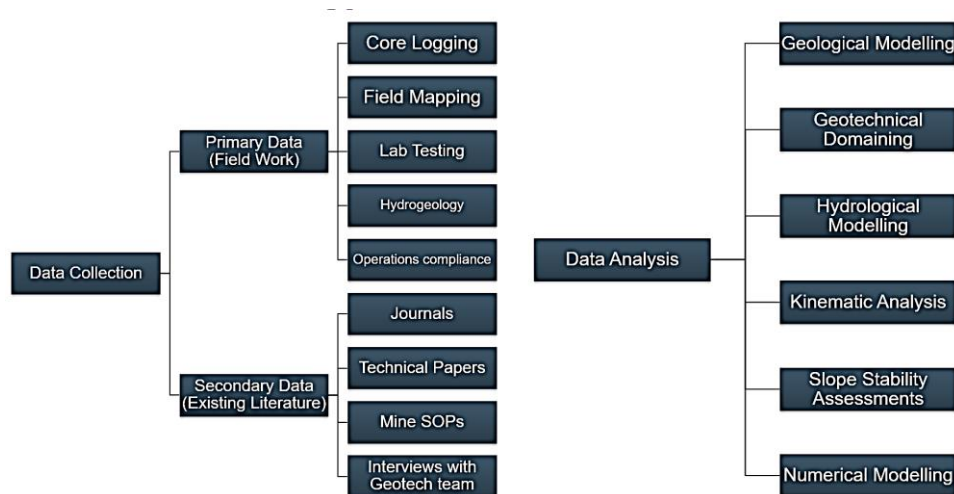 Data Collection
Primary Data
(Field Work)
Core Logging
Field Mapping
Lab Testing
Hydrogeology
Operations compliance
Secondary Data
(Existing Literature)
Journals
Technical Papers
Mine SOPs
Interviews with
Geotech team
Data Analysis
Geological Modelling
Geotechnical
Domaining
Hydrological
Modelling
Kinematic Analysis
Slope Stability
Assessments
Numerical Modelling